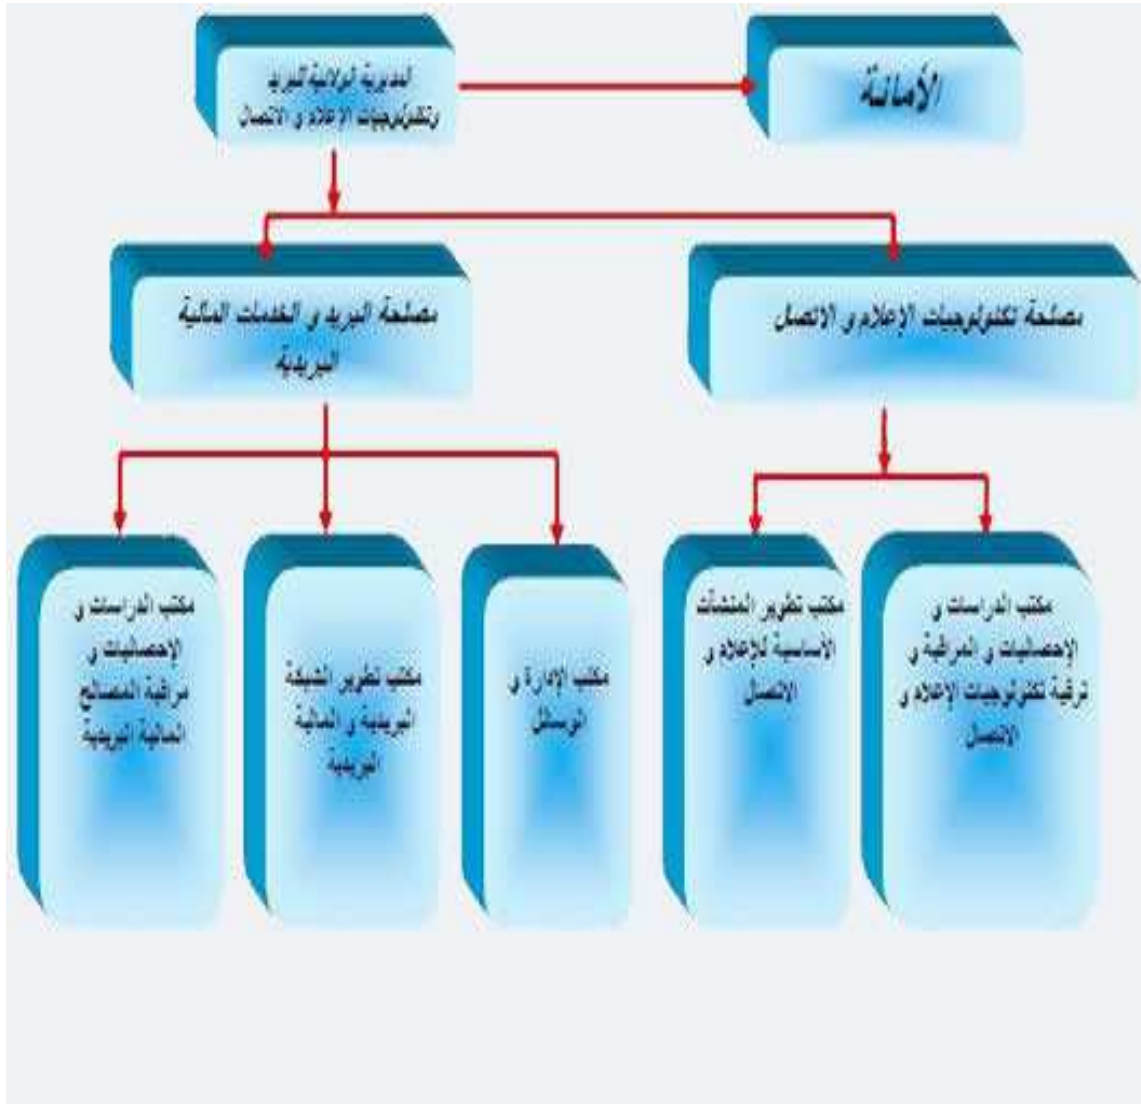 المديرية الولائية للبريد
وتكنولوجيات الإعلام و الاتصال
الأمانة
مصلحة البريد و الخدمات المالية
البريدية
مصلحة تكنولوجيات الإعلام و الاتصال
مكتب الدراسات و
الإحصائيات و
مراقبة المصالح
المالية البريدية
مكتب تطوير الشبكة
البريدية و المالية
البريدية
مكتب الإدارة و
الوسائل
مكتب تطوير المنشآت
الأساسية للإعلام و
الاتصال
مكتب الدراسات و
الإحصائيات و المراقبة و
ترقية تكنولوجيات الإعلام و
الاتصال